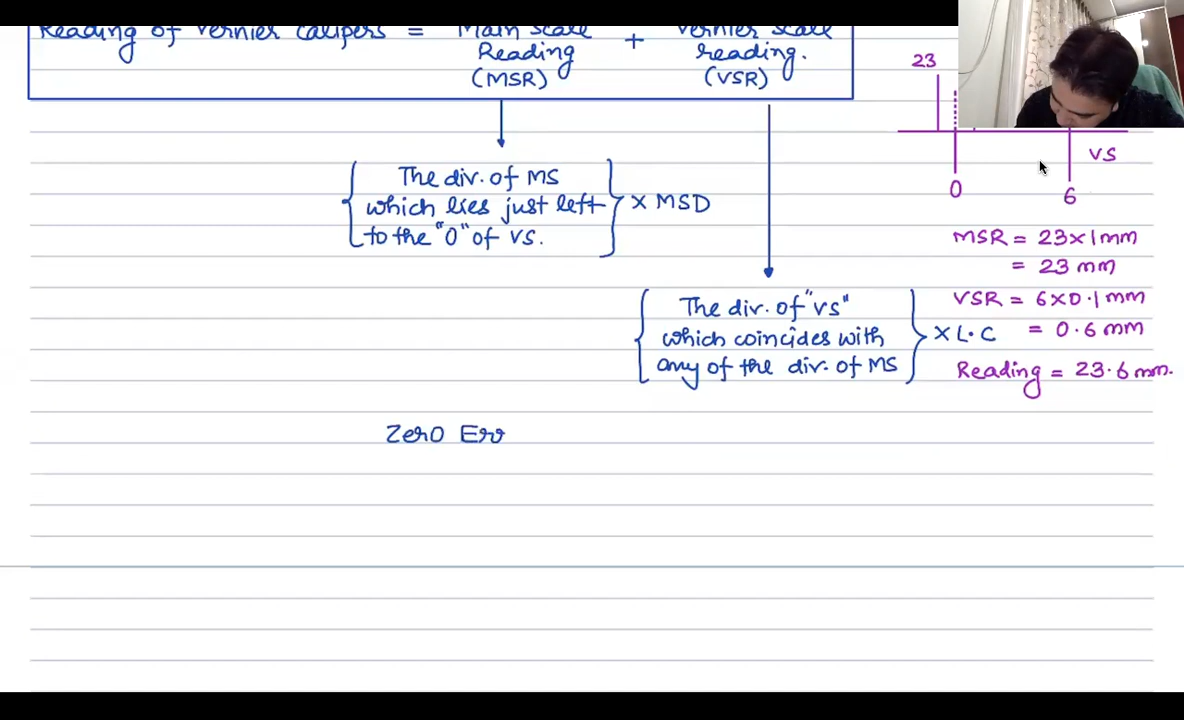 Reading of Vernier Calipers = Main Scale + Vernier Scale
Reading reading.
(MSR) (VSR)
The div. of MS
which lies just left × MSD
to the "0" of VS.
The div. of "VS"
which coincides with × L.C
any of the div. of MS
Zero Err
23
VS
0 6
MSR = 23×1mm
= 23 mm
VSR = 6×0.1mm
= 0.6 mm
Reading = 23.6 mm.